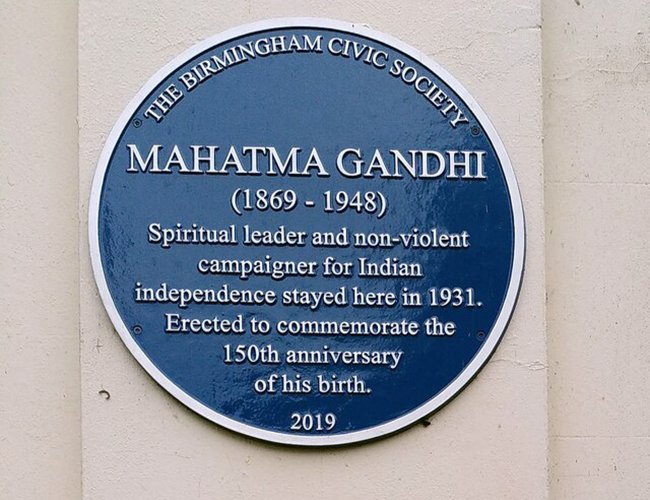 THE BIRMINGHAM CIVIC SOCIETY
MAHATMA GANDHI
(1869 - 1948)
Spiritual leader and non-violent
campaigner for Indian
independence stayed here in 1931.
Erected to commemorate the
150th anniversary
of his birth.
2019